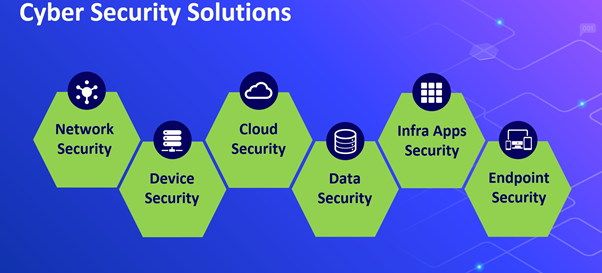 Cyber Security Solutions
Network
Security
Device
Security
Cloud
Security
Data
Security
Infra Apps
Security
Endpoint
Security